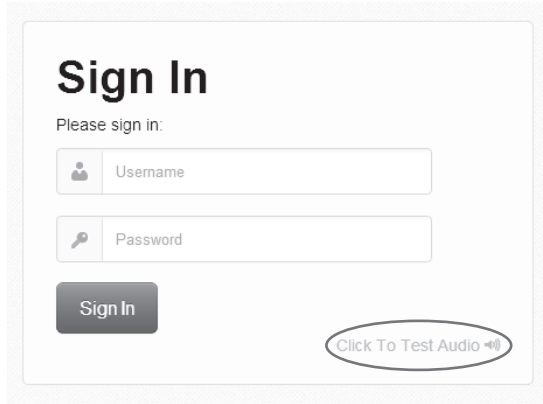 Sign In
Please sign in:
Username
Password
Sign In
Click To Test Audio